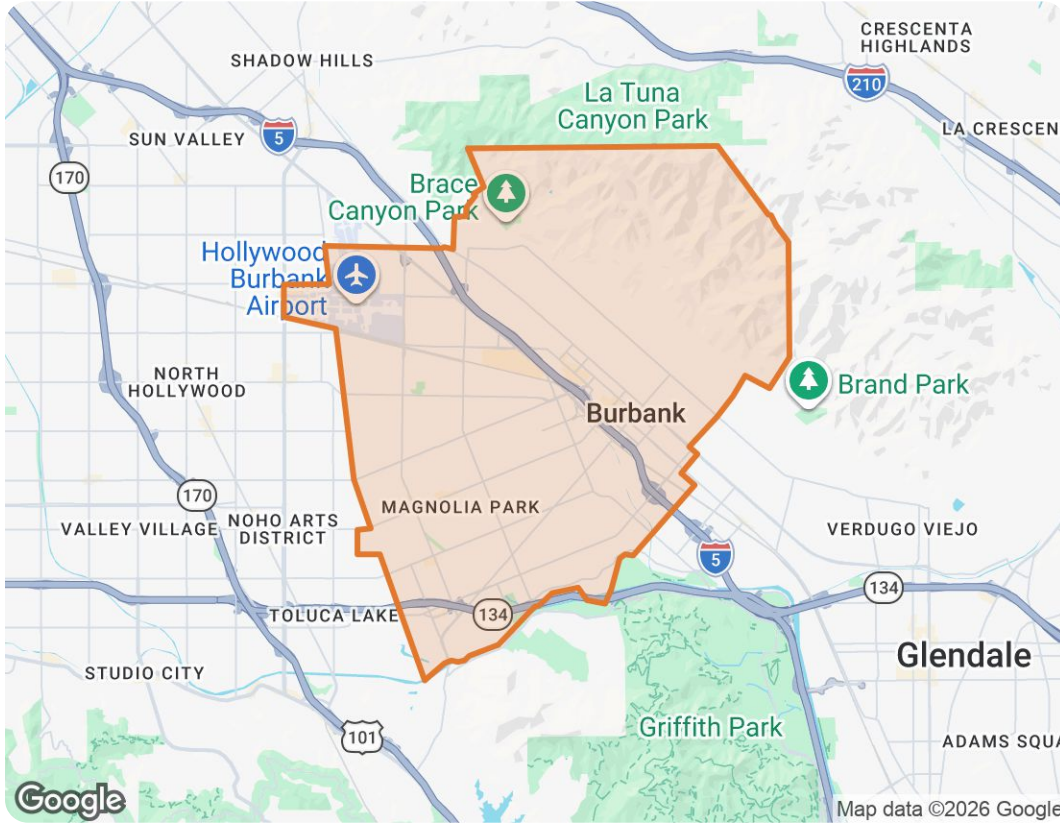 CRESCENTA
HIGHLANDS
SHADOW HILLS
210
La Tuna
Canyon Park
SUN VALLEY
5
LA CRESCEN
170
Brace
Canyon Park
Hollywood
Burbank
Airport
NORTH
HOLLYWOOD
Brand Park
Burbank
170
MAGNOLIA PARK
VALLEY VILLAGE
NOHO ARTS
DISTRICT
VERDUGO VIEJO
5
134
TOLUCA LAKE
134
STUDIO CITY
Glendale
Griffith Park
101
ADAMS SQUA
Google
Map data ©2026 Google